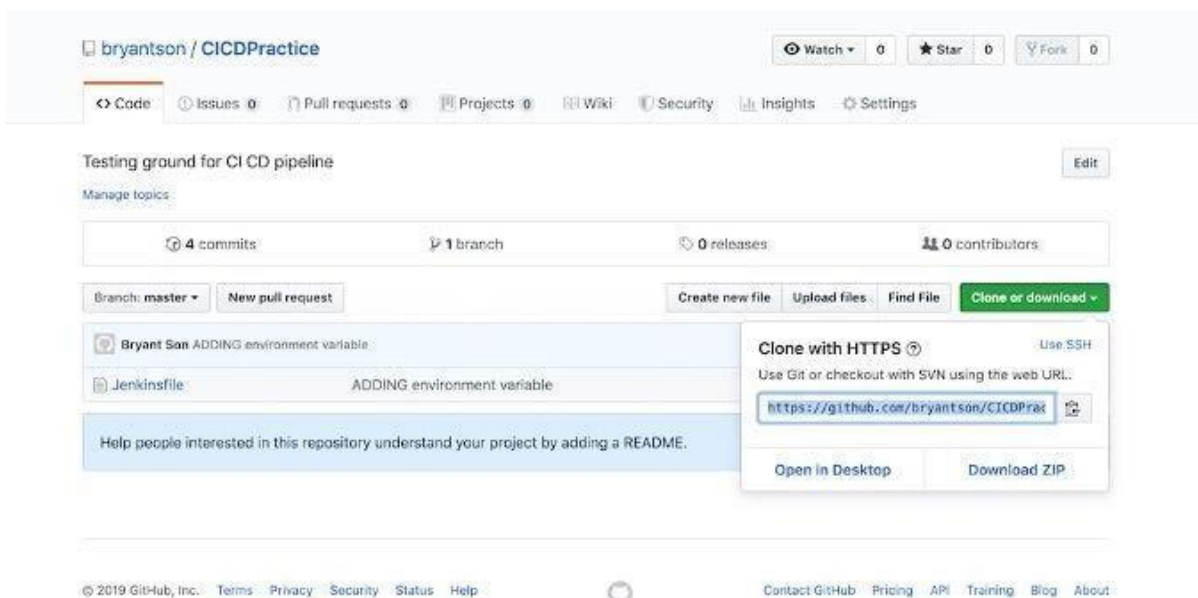 bryantson / CICDPractice
Watch 0 Star 0 Fork 0
Code Issues 0 Pull requests 0 Projects 0 Wiki Security Insights Settings
Testing ground for CI CD pipeline
Edit
Manage topics
4 commits 1 branch 0 releases 0 contributors
Branch: master New pull request Create new file Upload files Find File Clone or download
Bryant Son ADDING environment variable
Jenkinsfile ADDING environment variable
Clone with HTTPS ? Use SSH
Use Git or checkout with SVN using the web URL.
https://github.com/bryantson/CICDPrac
Open in Desktop Download ZIP
Help people interested in this repository understand your project by adding a README.
© 2019 GitHub, Inc. Terms Privacy Security Status Help Contact GitHub Pricing API Training Blog About